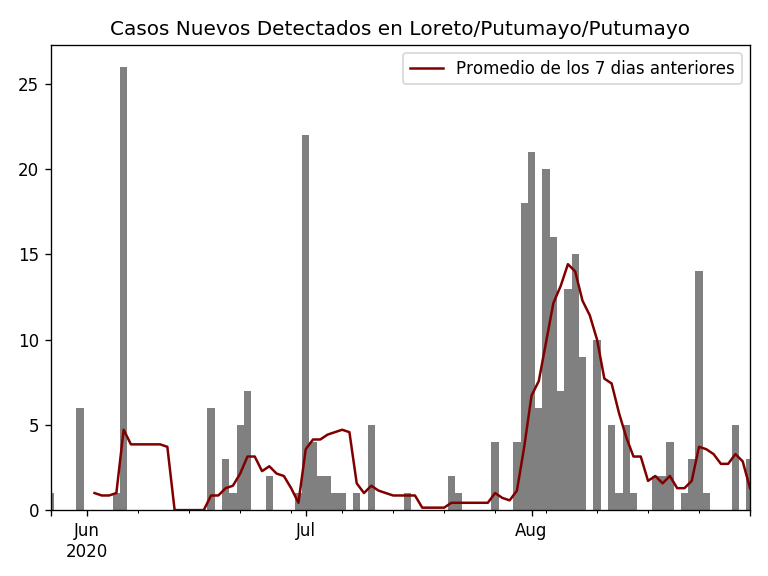 Casos Nuevos Detectados en Loreto/Putumayo/Putumayo
Promedio de los 7 dias anteriores
25
20
15
10
5
0
Jun
2020
Jul
Aug